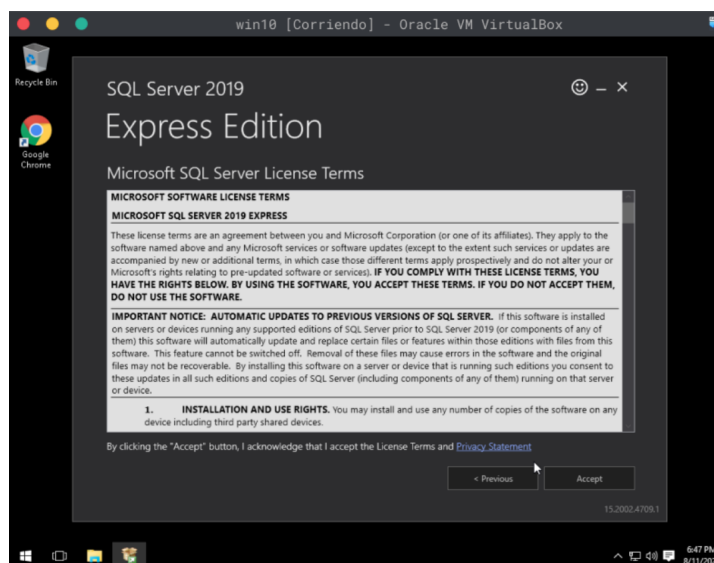 win10 [Corriendo] - Oracle VM VirtualBox
Recycle Bin
Google
Chrome
SQL Server 2019
Express Edition
Microsoft SQL Server License Terms
MICROSOFT SOFTWARE LICENSE TERMS
MICROSOFT SQL SERVER 2019 EXPRESS
These license terms are an agreement between you and Microsoft Corporation (or one of its affiliates). They apply to the
software named above and any Microsoft services or software updates (except to the extent such services or updates are
accompanied by new or additional terms, in which case those different terms apply prospectively and do not alter your or
Microsoft's rights relating to pre-updated software or services). IF YOU COMPLY WITH THESE LICENSE TERMS, YOU
HAVE THE RIGHTS BELOW. BY USING THE SOFTWARE, YOU ACCEPT THESE TERMS. IF YOU DO NOT ACCEPT THEM,
DO NOT USE THE SOFTWARE.
IMPORTANT NOTICE: AUTOMATIC UPDATES TO PREVIOUS VERSIONS OF SQL SERVER. If this software is installed
on servers or devices running any supported editions of SQL Server prior to SQL Server 2019 (or components of any of
them) this software will automatically update and replace certain files or features within those editions with files from this
software. This feature cannot be switched off. Removal of these files may cause errors in the software and the original
files may not be recoverable. By installing this software on a server or device that is running such editions you consent to
these updates in all such editions and copies of SQL Server (including components of any of them) running on that server
or device.
1. INSTALLATION AND USE RIGHTS. You may install and use any number of copies of the software on any
device including third party shared devices.
By clicking the "Accept" button, I acknowledge that I accept the License Terms and Privacy Statement
< Previous
Accept
15.2002.4709.1
6:47 PM